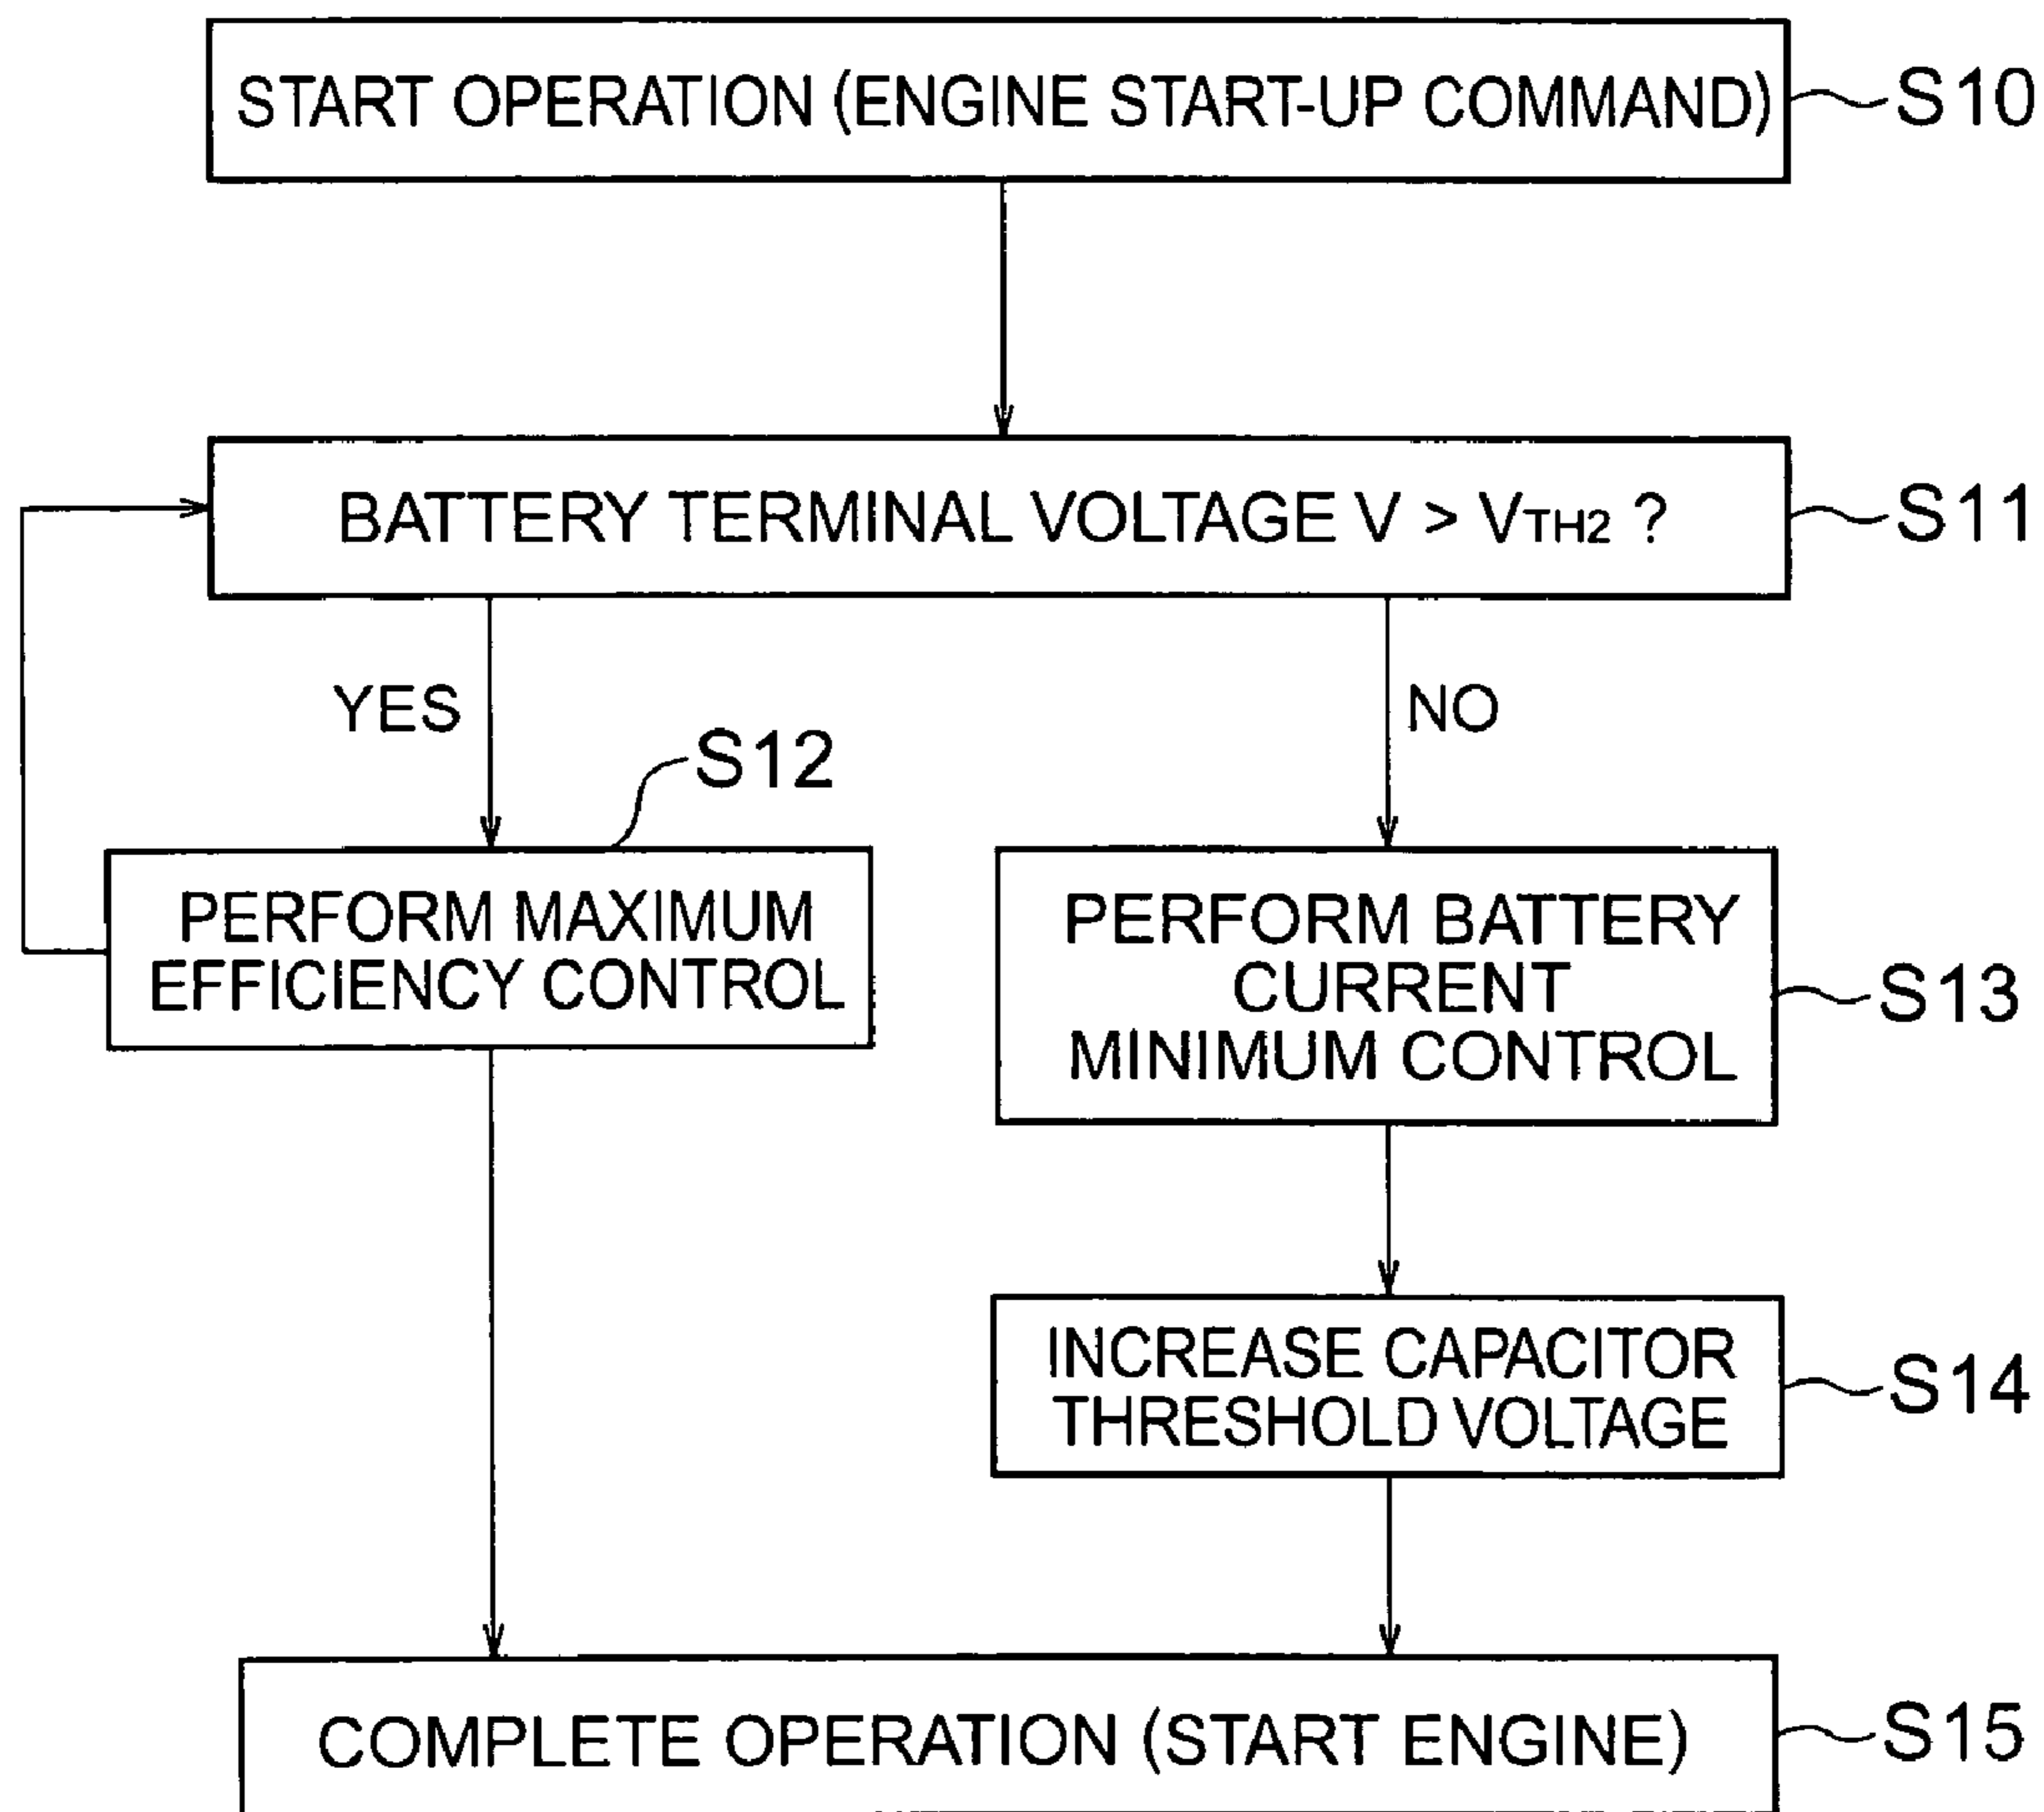 START OPERATION (ENGINE START-UP COMMAND)
S10
BATTERY TERMINAL VOLTAGE V > VTH2 ?
S11
YES
NO
S12
PERFORM MAXIMUM
EFFICIENCY CONTROL
PERFORM BATTERY
CURRENT
MINIMUM CONTROL
S13
INCREASE CAPACITOR
THRESHOLD VOLTAGE
S14
COMPLETE OPERATION (START ENGINE)
S15